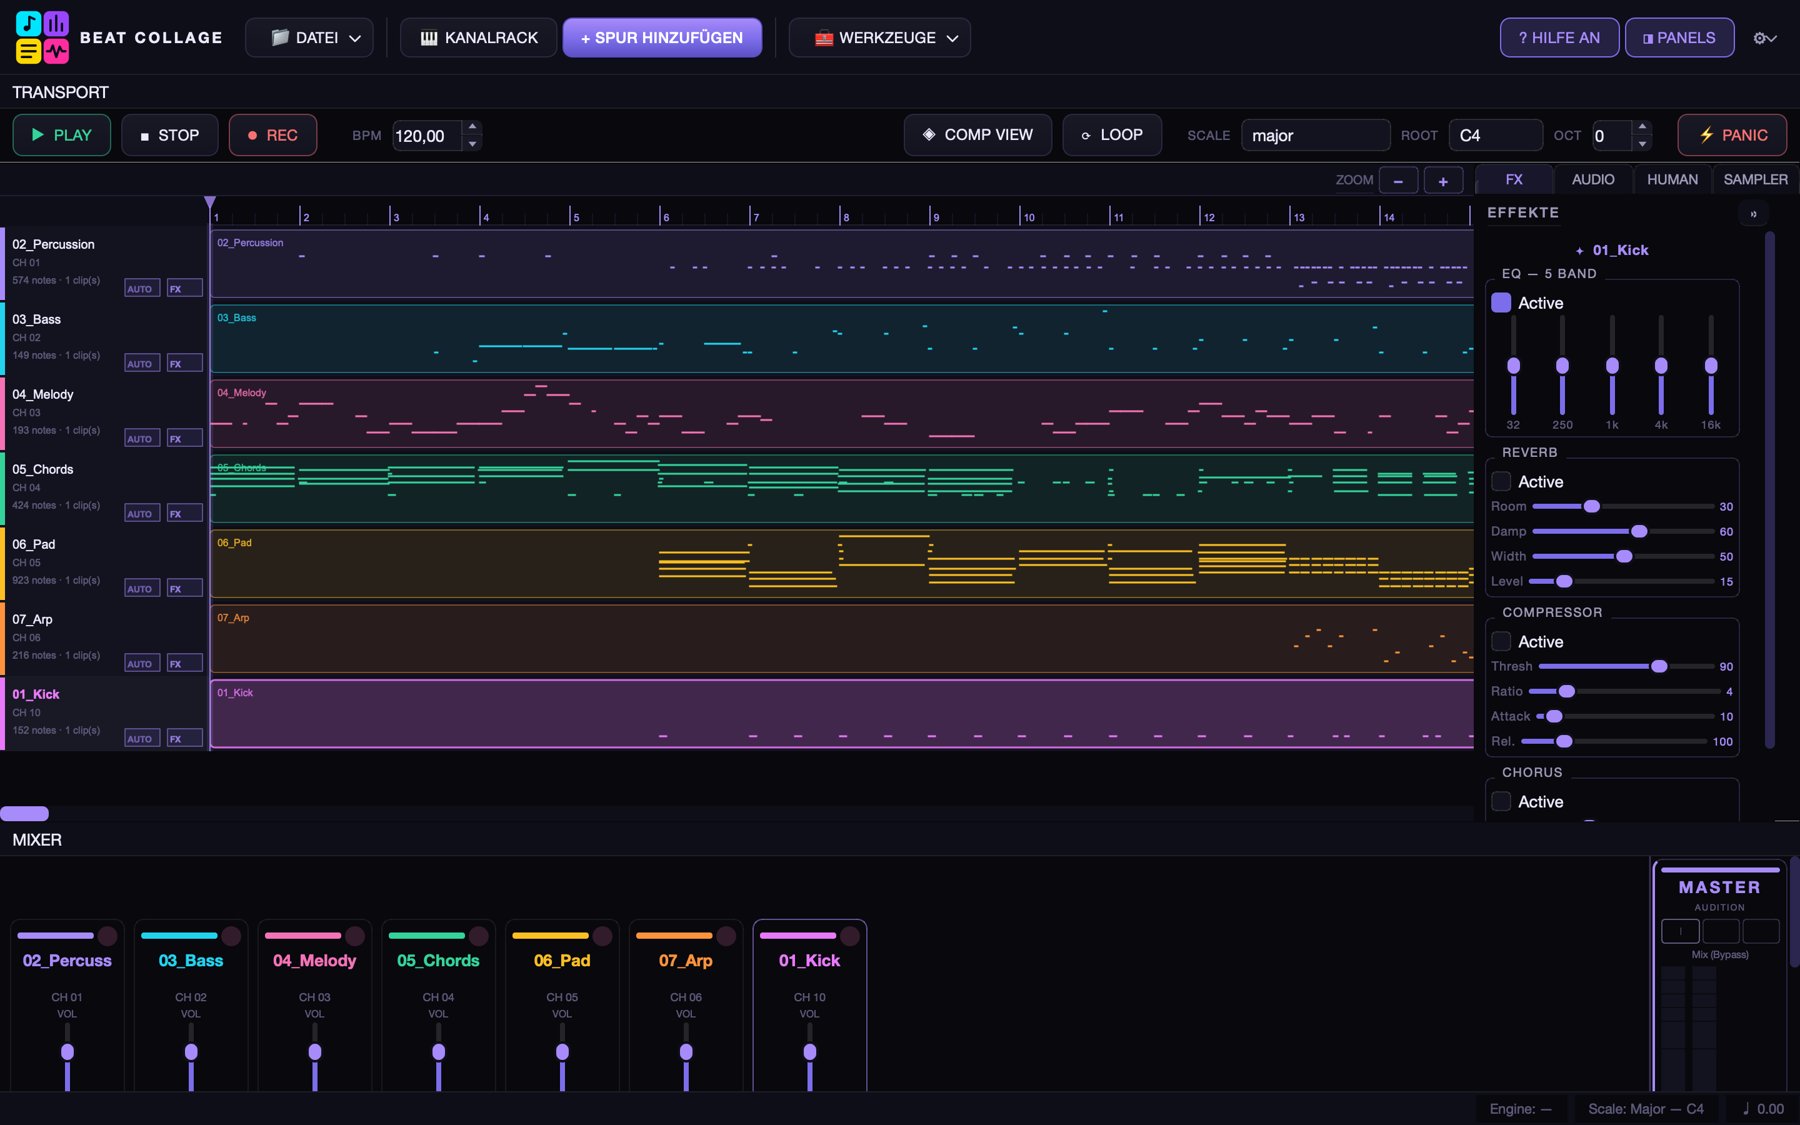 BEAT COLLAGE
DATEI
KANALRACK
+ SPUR HINZUFÜGEN
WERKZEUGE
? HILFE AN
PANELS
TRANSPORT
PLAY
STOP
REC
BPM 120,00
COMP VIEW
LOOP
SCALE major
ROOT C4
OCT 0
PANIC
ZOOM − +
FX AUDIO HUMAN SAMPLER
1 2 3 4 5 6 7 8 9 10 11 12 13 14
02_Percussion
CH 01
574 notes · 1 clip(s)
AUTO FX
02_Percussion
03_Bass
CH 02
149 notes · 1 clip(s)
AUTO FX
03_Bass
04_Melody
CH 03
193 notes · 1 clip(s)
AUTO FX
04_Melody
05_Chords
CH 04
424 notes · 1 clip(s)
AUTO FX
05_Chords
06_Pad
CH 05
923 notes · 1 clip(s)
AUTO FX
06_Pad
07_Arp
CH 06
216 notes · 1 clip(s)
AUTO FX
07_Arp
01_Kick
CH 10
152 notes · 1 clip(s)
AUTO FX
01_Kick
EFFEKTE »
01_Kick
EQ — 5 BAND
Active
32 250 1k 4k 16k
REVERB
Active
Room 30
Damp 60
Width 50
Level 15
COMPRESSOR
Active
Thresh 90
Ratio 4
Attack 10
Rel. 100
CHORUS
Active
MIXER
02_Percuss
CH 01
VOL
03_Bass
CH 02
VOL
04_Melody
CH 03
VOL
05_Chords
CH 04
VOL
06_Pad
CH 05
VOL
07_Arp
CH 06
VOL
01_Kick
CH 10
VOL
MASTER
AUDITION
Mix (Bypass)
Engine: —
Scale: Major — C4
♩ 0.00